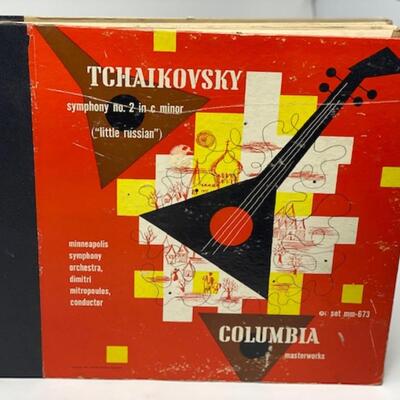 TCHAIKOVSKY
symphony no. 2 in c minor
("little russian")
minneapolis
symphony
orchestra,
dimitri
mitropoulos,
conductor
set mm-673
COLUMBIA
masterworks